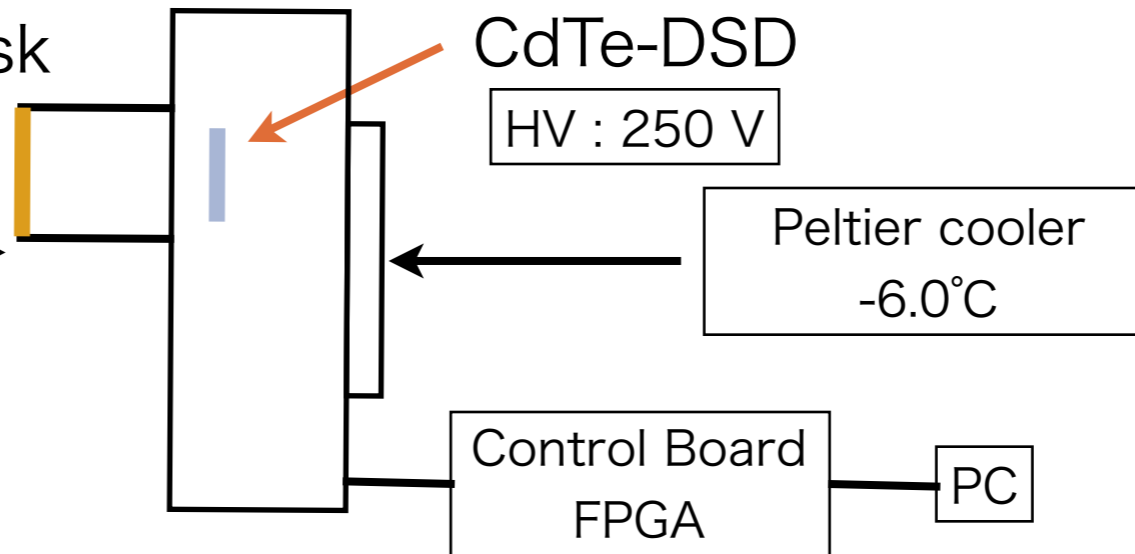 sk
CdTe-DSD
HV : 250 V
Peltier cooler
-6.0℃
Control Board
FPGA
PC